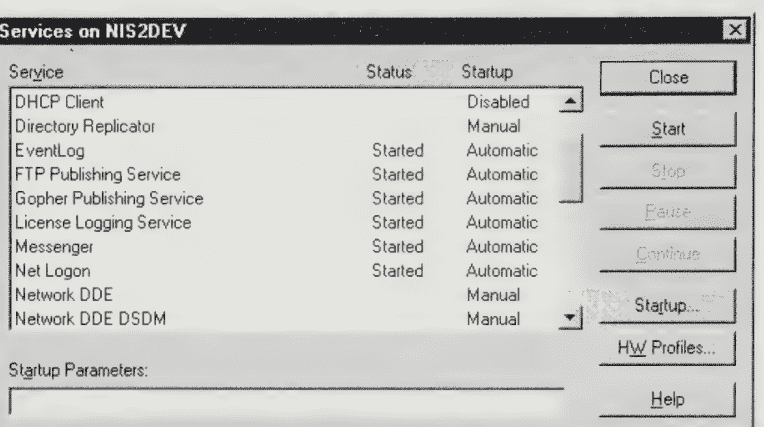 Services on NIS2DEV
Service Status Startup
DHCP Client Disabled
Directory Replicator Manual
EventLog Started Automatic
FTP Publishing Service Started Automatic
Gopher Publishing Service Started Automatic
License Logging Service Started Automatic
Messenger Started Automatic
Net Logon Started Automatic
Network DDE Manual
Network DDE DSDM Manual
Startup Parameters:
Close
Start
Stop
Pause
Continue
Startup...
HW Profiles...
Help